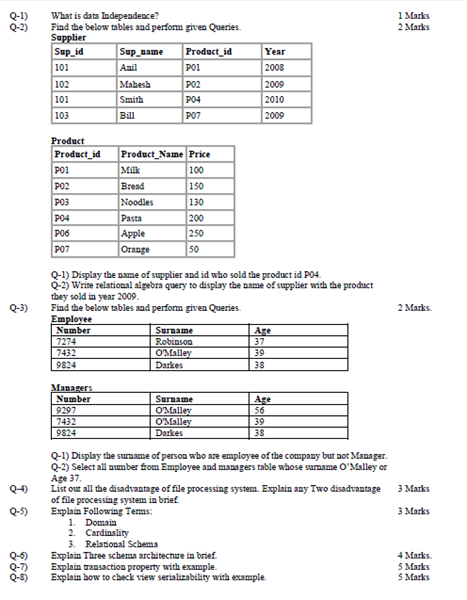 Q-1) What is data Independence? 1 Marks
Q-2) Find the below tables and perform given Queries. 2 Marks
Supplier
Sup_id Sup_name Product_id Year
101 Anil P01 2008
102 Mahesh P02 2009
101 Smith P04 2010
103 Bill P07 2009
Product
Product_id Product_Name Price
P01 Milk 100
P02 Bread 150
P03 Noodles 130
P04 Pasta 200
P06 Apple 250
P07 Orange 50
Q-1) Display the name of supplier and id who sold the product id P04.
Q-2) Write relational algebra query to display the name of supplier with the product
they sold in year 2009.
Q-3) Find the below tables and perform given Queries. 2 Marks.
Employee
Number Surname Age
7274 Robinson 37
7432 O'Malley 39
9824 Darkes 38
Managers
Number Surname Age
9297 O'Malley 56
7432 O'Malley 39
9824 Darkes 38
Q-1) Display the surname of person who are employee of the company but not Manager.
Q-2) Select all number from Employee and managers table whose surname O'Malley or
Age 37.
Q-4) List out all the disadvantage of file processing system. Explain any Two disadvantage 3 Marks
of file processing system in brief.
Q-5) Explain Following Terms: 3 Marks
1. Domain
2. Cardinality
3. Relational Schema
Q-6) Explain Three schema architecture in brief. 4 Marks.
Q-7) Explain transaction property with example. 5 Marks
Q-8) Explain how to check view serializability with example. 5 Marks